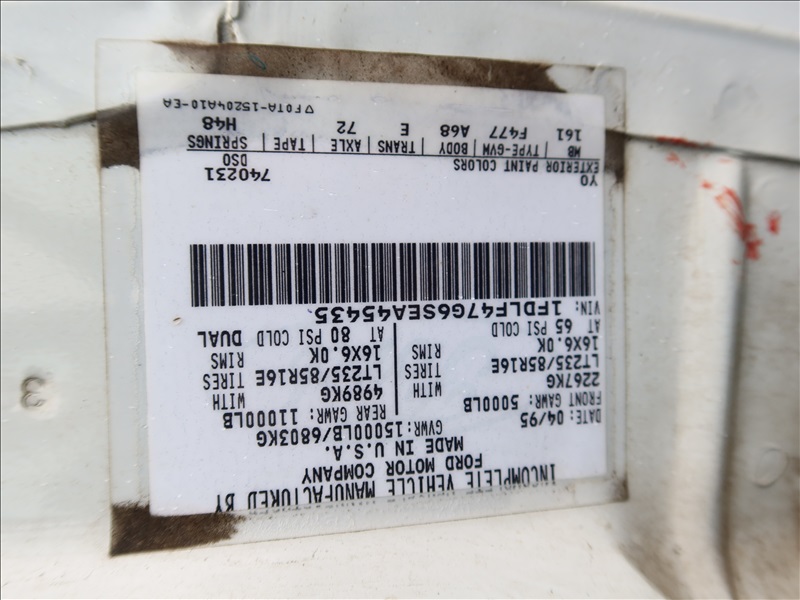 INCOMPLETE VEHICLE MANUFACTURED BY
FORD MOTOR COMPANY
MADE IN U.S.A.
DATE: 04/95 GVWR:15000LB/6803KG
FRONT GAWR: 5000LB REAR GAWR: 11000LB
2267KG WITH 4989KG WITH
LT235/85R16E TIRES LT235/85R16E TIRES
16X6.0K RIMS 16X6.0K RIMS
AT 65 PSI COLD AT 80 PSI COLD DUAL
VIN: 1FDLF47G6SEA45435
YO 740231
EXTERIOR PAINT COLORS DSO
WB | TYPE-GVM | BODY | TRANS | AXLE | TAPE | SPRINGS
161 F477 A68 E 72 H48
▽F0TA-15204A10-EA
3